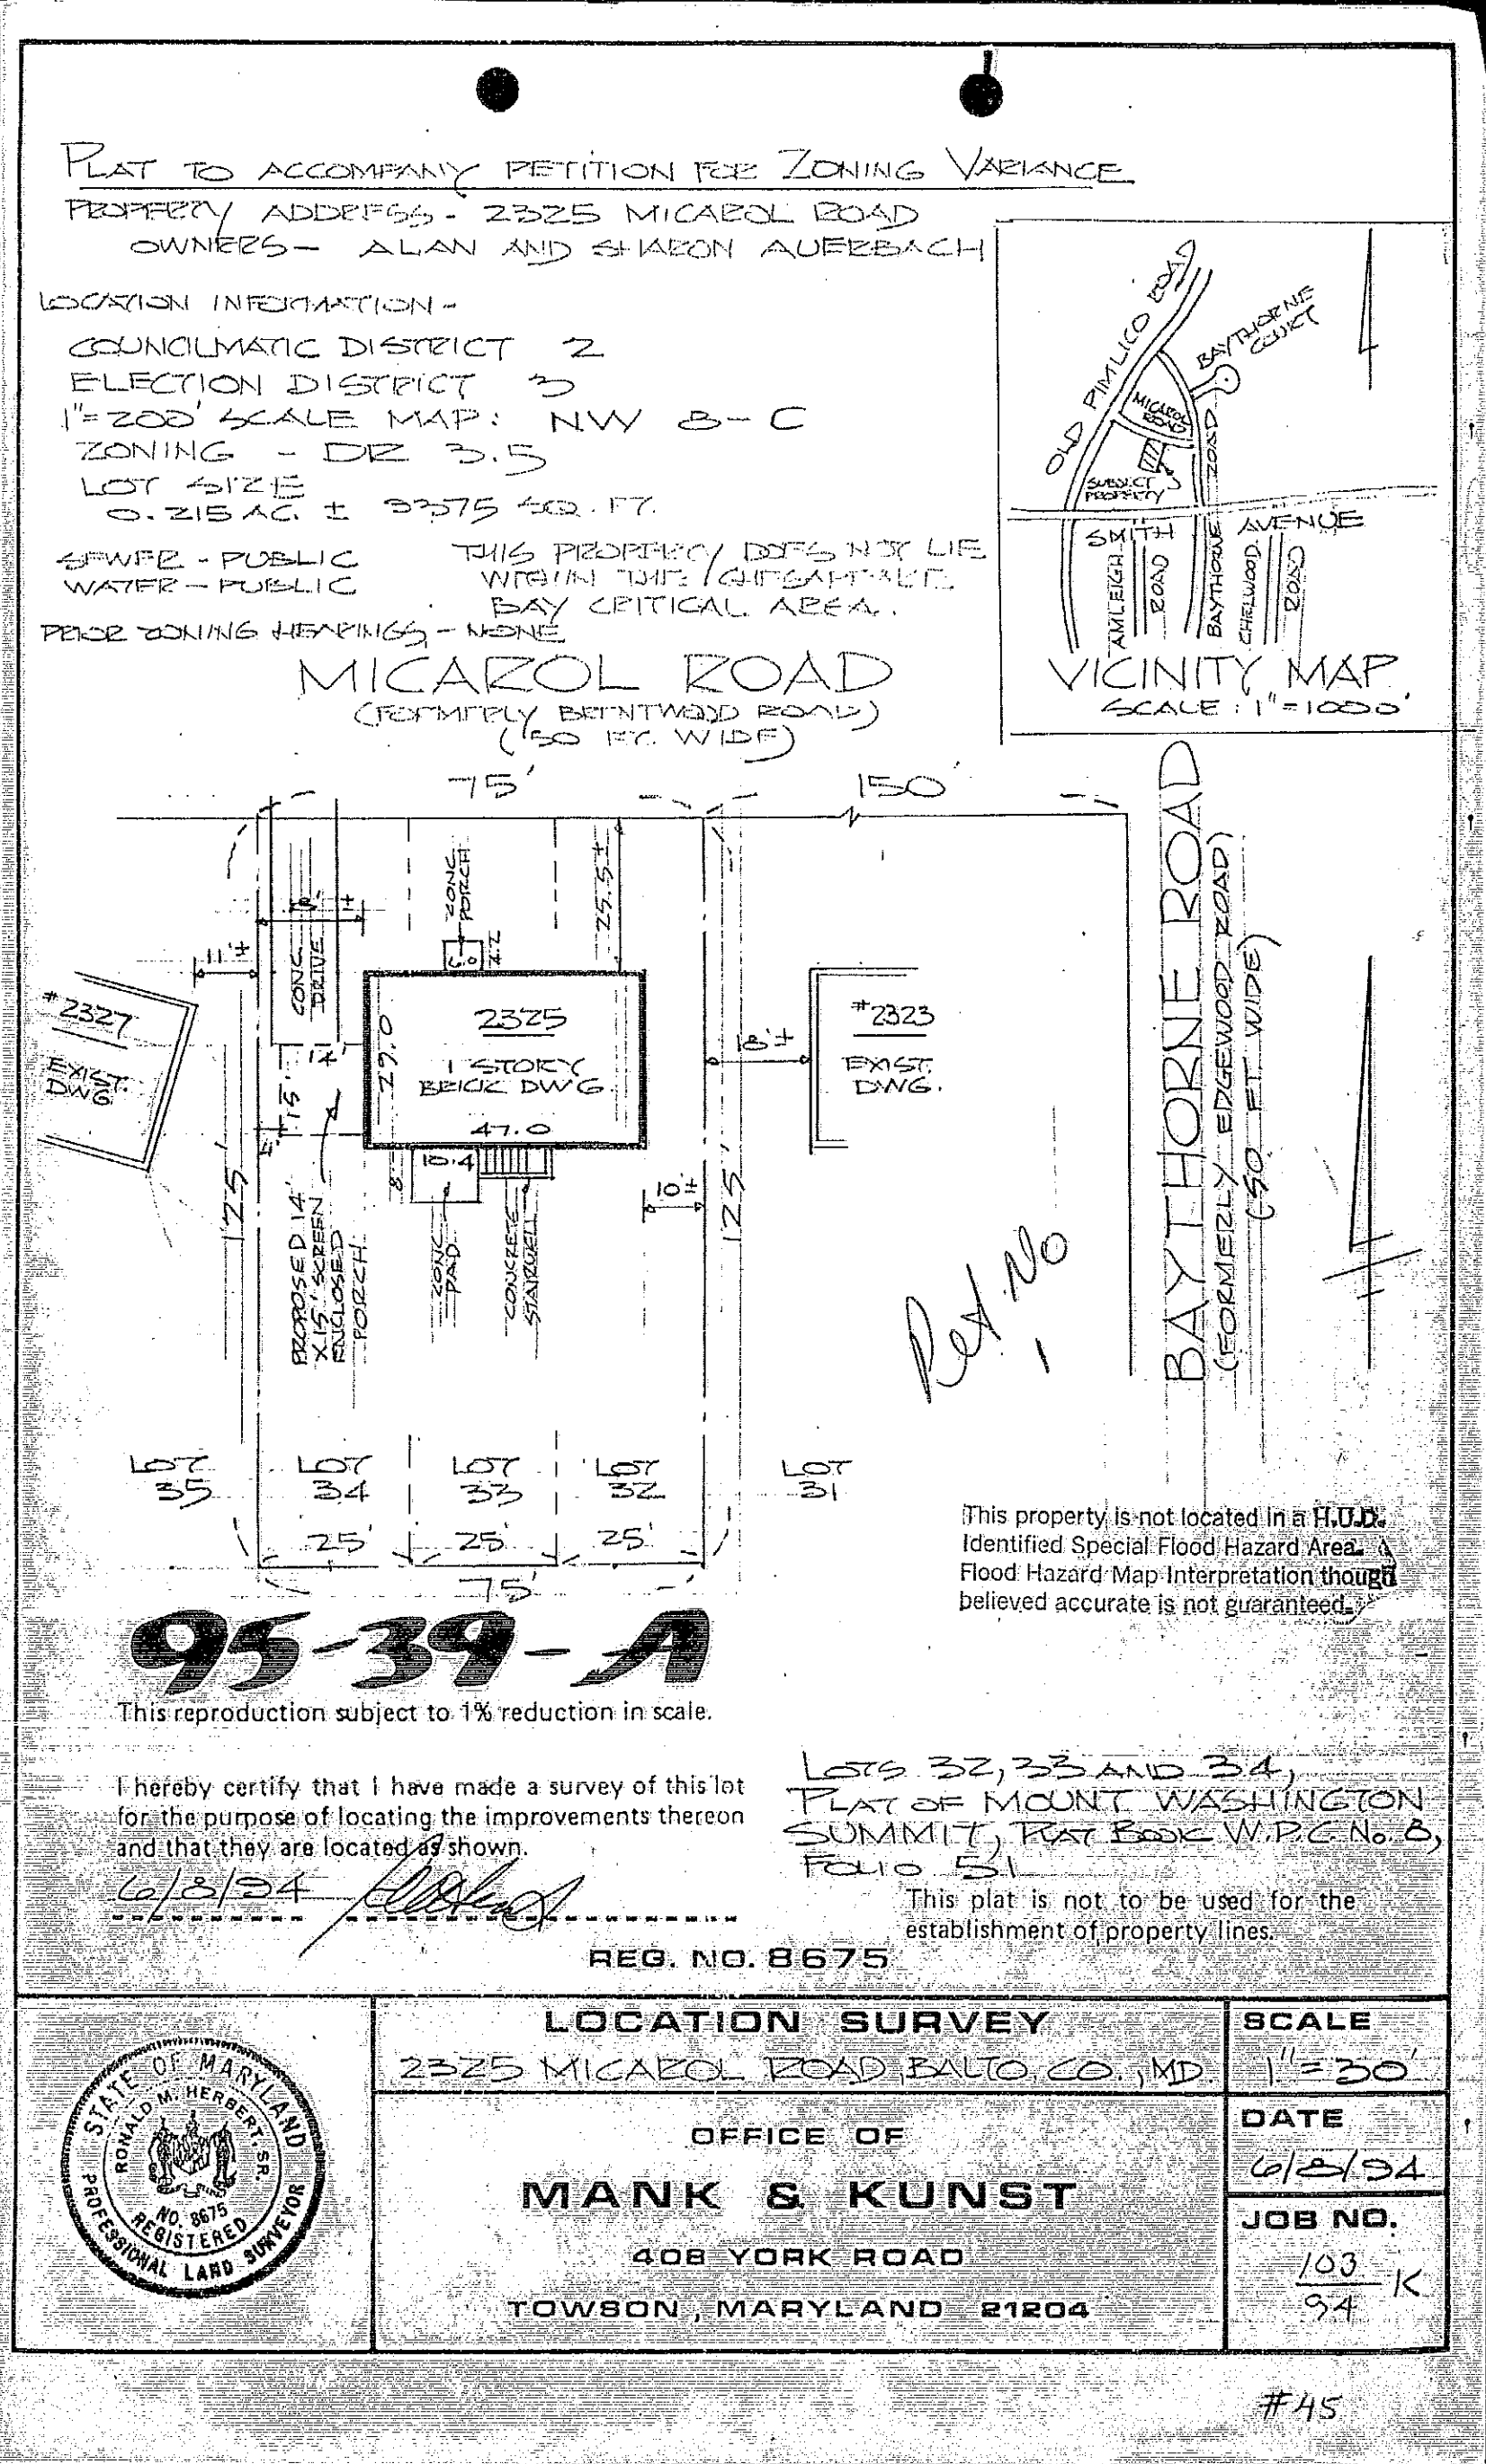 PLAT TO ACCOMPANY PETITION FOR ZONING VARIANCE
PROPERTY ADDRESS - 2325 MICAROL ROAD
OWNERS - ALAN AND SHARON AUERBACH
LOCATION INFORMATION -
COUNCILMATIC DISTRICT 2
ELECTION DISTRICT 3
1"=200' SCALE MAP: NW 8-C
ZONING - DR 3.5
LOT SIZE
0.215 AC. ± 9375 SQ. FT.
SEWER - PUBLIC
WATER - PUBLIC
THIS PROPERTY DOES NOT LIE
WITHIN THE CHESAPEAKE
BAY CRITICAL AREA.
PRIOR ZONING HEARINGS - NONE
OLD PIMLICO ROAD
BAYTHORNE
COURT
MICAROL
ROAD
SUBJECT
PROPERTY
SMITH AVENUE
AMLEIGH ROAD
BAYTHORNE ROAD
CHELWOOD ROAD
VICINITY MAP
SCALE: 1"=1000'
MICAROL ROAD
(FORMERLY BRENTWOOD ROAD)
(50 FT. WIDE)
75'
150'
CONC.
PORCH
25.5±
CONC.
DRIVE
11'±
6.0
4.2
#2327
EXIST.
DWG
2325
1 STORY
BRICK DWG
47.0
29.0
18'±
#2323
EXIST.
DWG.
14'
15'
10.4
8
10'±
125'
125'
PROPOSED 14'
X 15' SCREEN
ENCLOSED
PORCH
CONC
PAD
CONCRETE
STAIRWELL
BAYTHORNE ROAD
(FORMERLY EDGEWOOD ROAD)
(50 FT. WIDE)
Pet. No
1
LOT
35
LOT
34
LOT
33
LOT
32
LOT
31
25'
25'
25'
75'
This property is not located in a H.U.D.
Identified Special Flood Hazard Area. A
Flood Hazard Map Interpretation though
believed accurate is not guaranteed.
95-39-A
This reproduction subject to 1% reduction in scale.
I hereby certify that I have made a survey of this lot
for the purpose of locating the improvements thereon
and that they are located as shown.
6/8/94
LOTS 32, 33 AND 34,
PLAT OF MOUNT WASHINGTON
SUMMIT, PLAT BOOK W.P.C. No. 8,
FOLIO 51
This plat is not to be used for the
establishment of property lines.
REG. NO. 8675
STATE OF MARYLAND
RONALD M. HERBERT, SR.
NO. 8675
REGISTERED
PROFESSIONAL LAND SURVEYOR
LOCATION SURVEY
2325 MICAROL ROAD, BALTO. CO., MD.
SCALE
1"=30'
OFFICE OF
MANK & KUNST
408 YORK ROAD
TOWSON, MARYLAND 21204
DATE
6/8/94
JOB NO.
103
94 K
#45